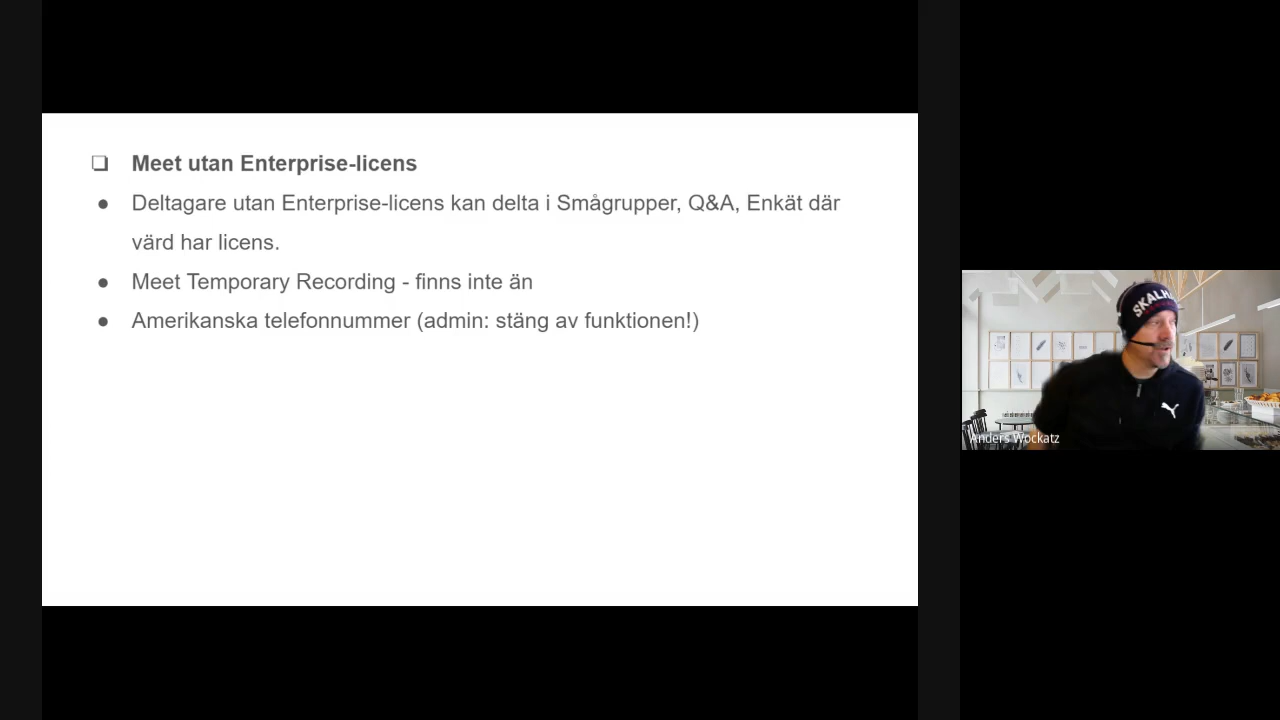 ❏ Meet utan Enterprise-licens
● Deltagare utan Enterprise-licens kan delta i Smågrupper, Q&A, Enkät där
värd har licens.
● Meet Temporary Recording - finns inte än
● Amerikanska telefonnummer (admin: stäng av funktionen!)
Anders Wockatz